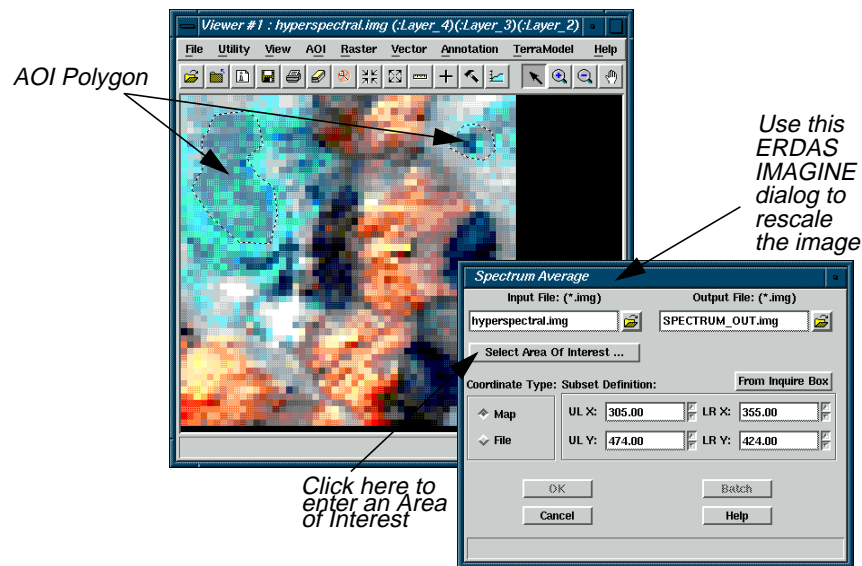 Viewer #1 : hyperspectral.img (:Layer_4)(:Layer_3)(:Layer_2)
File Utility View AOI Raster Vector Annotation TerraModel Help
AOI Polygon
Use this
ERDAS
IMAGINE
dialog to
rescale
the image
Spectrum Average
Input File: (*.img) Output File: (*.img)
hyperspectral.img SPECTRUM_OUT.img
Select Area Of Interest ...
From Inquire Box
Coordinate Type: Subset Definition:
Map UL X: 305.00 LR X: 355.00
File UL Y: 474.00 LR Y: 424.00
OK Batch
Cancel Help
Click here to
enter an Area
of Interest